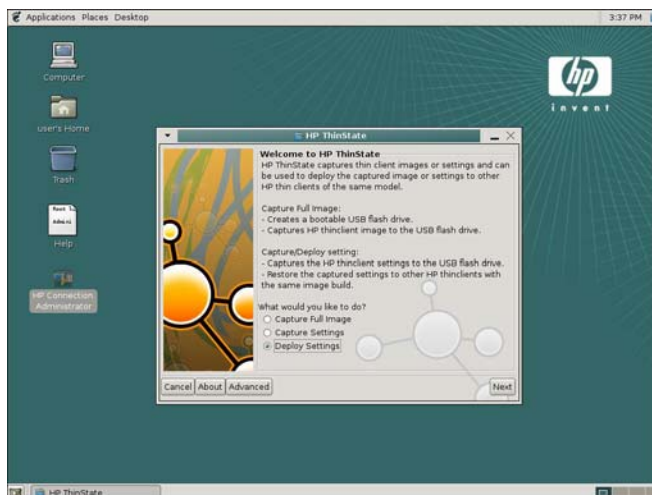 Applications Places Desktop
3:37 PM
Computer
user's Home
Trash
Help
HP Connection
Administrator
hp
invent
HP ThinState
Welcome to HP ThinState
HP ThinState captures thin client images or settings and can
be used to deploy the captured image or settings to other
HP thin clients of the same model.
Capture Full Image:
- Creates a bootable USB flash drive.
- Captures HP thinclient image to the USB flash drive.
Capture/Deploy setting:
- Captures the HP thinclient settings to the USB flash drive.
- Restore the captured settings to other HP thinclients with
the same image build.
What would you like to do?
Capture Full Image
Capture Settings
Deploy Settings
Cancel About Advanced Next
HP ThinState